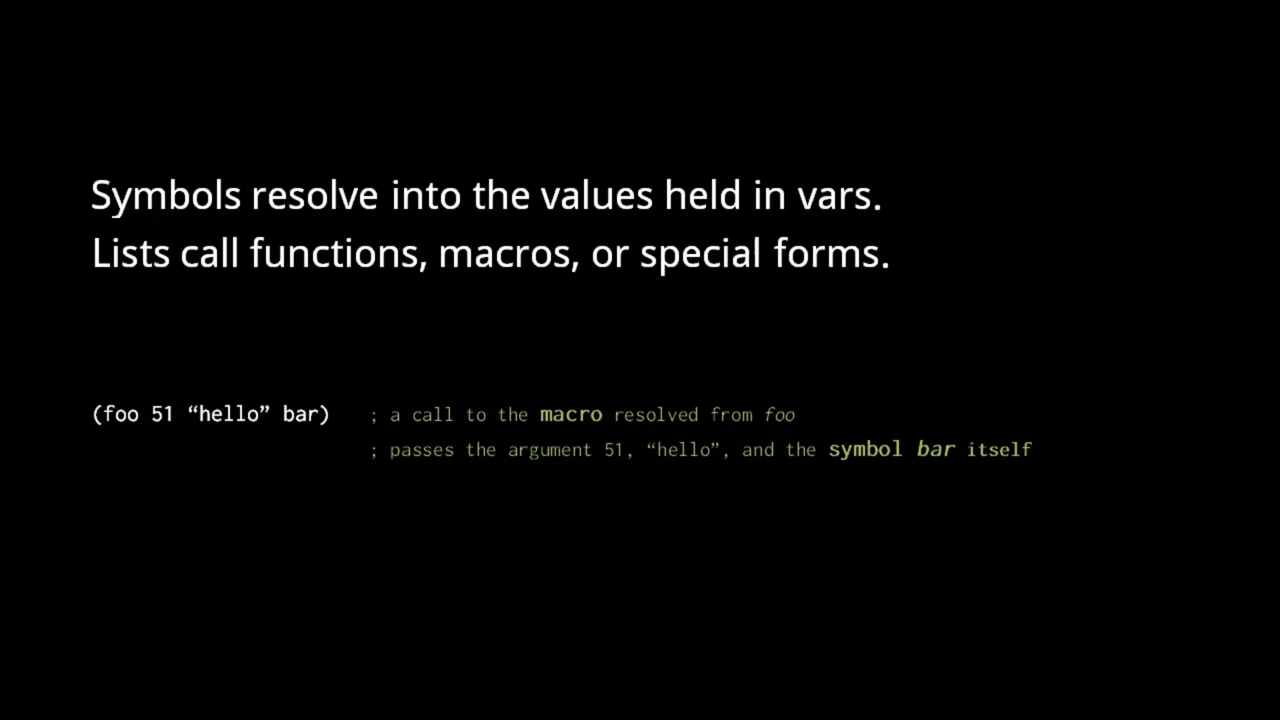 Symbols resolve into the values held in vars.
Lists call functions, macros, or special forms.
(foo 51 “hello” bar) ; a call to the macro resolved from foo
; passes the argument 51, “hello”, and the symbol bar itself